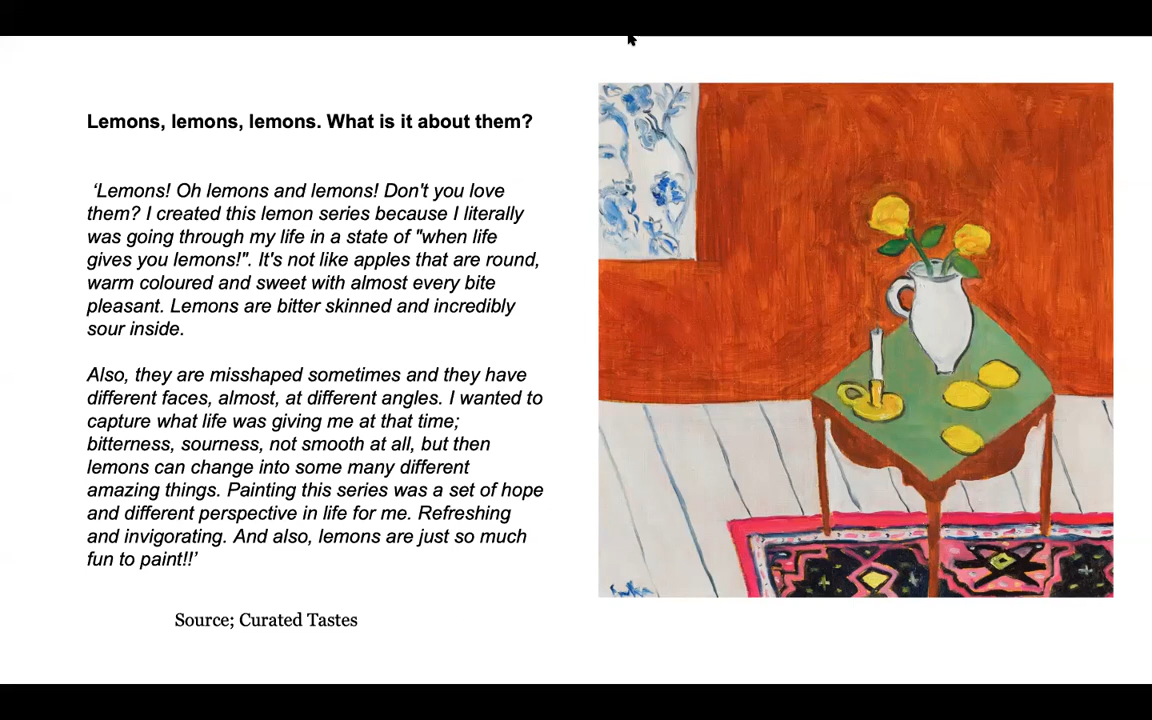 Lemons, lemons, lemons. What is it about them?
‘Lemons! Oh lemons and lemons! Don't you love
them? I created this lemon series because I literally
was going through my life in a state of "when life
gives you lemons!". It's not like apples that are round,
warm coloured and sweet with almost every bite
pleasant. Lemons are bitter skinned and incredibly
sour inside.
Also, they are misshaped sometimes and they have
different faces, almost, at different angles. I wanted to
capture what life was giving me at that time;
bitterness, sourness, not smooth at all, but then
lemons can change into some many different
amazing things. Painting this series was a set of hope
and different perspective in life for me. Refreshing
and invigorating. And also, lemons are just so much
fun to paint!!’
Source; Curated Tastes